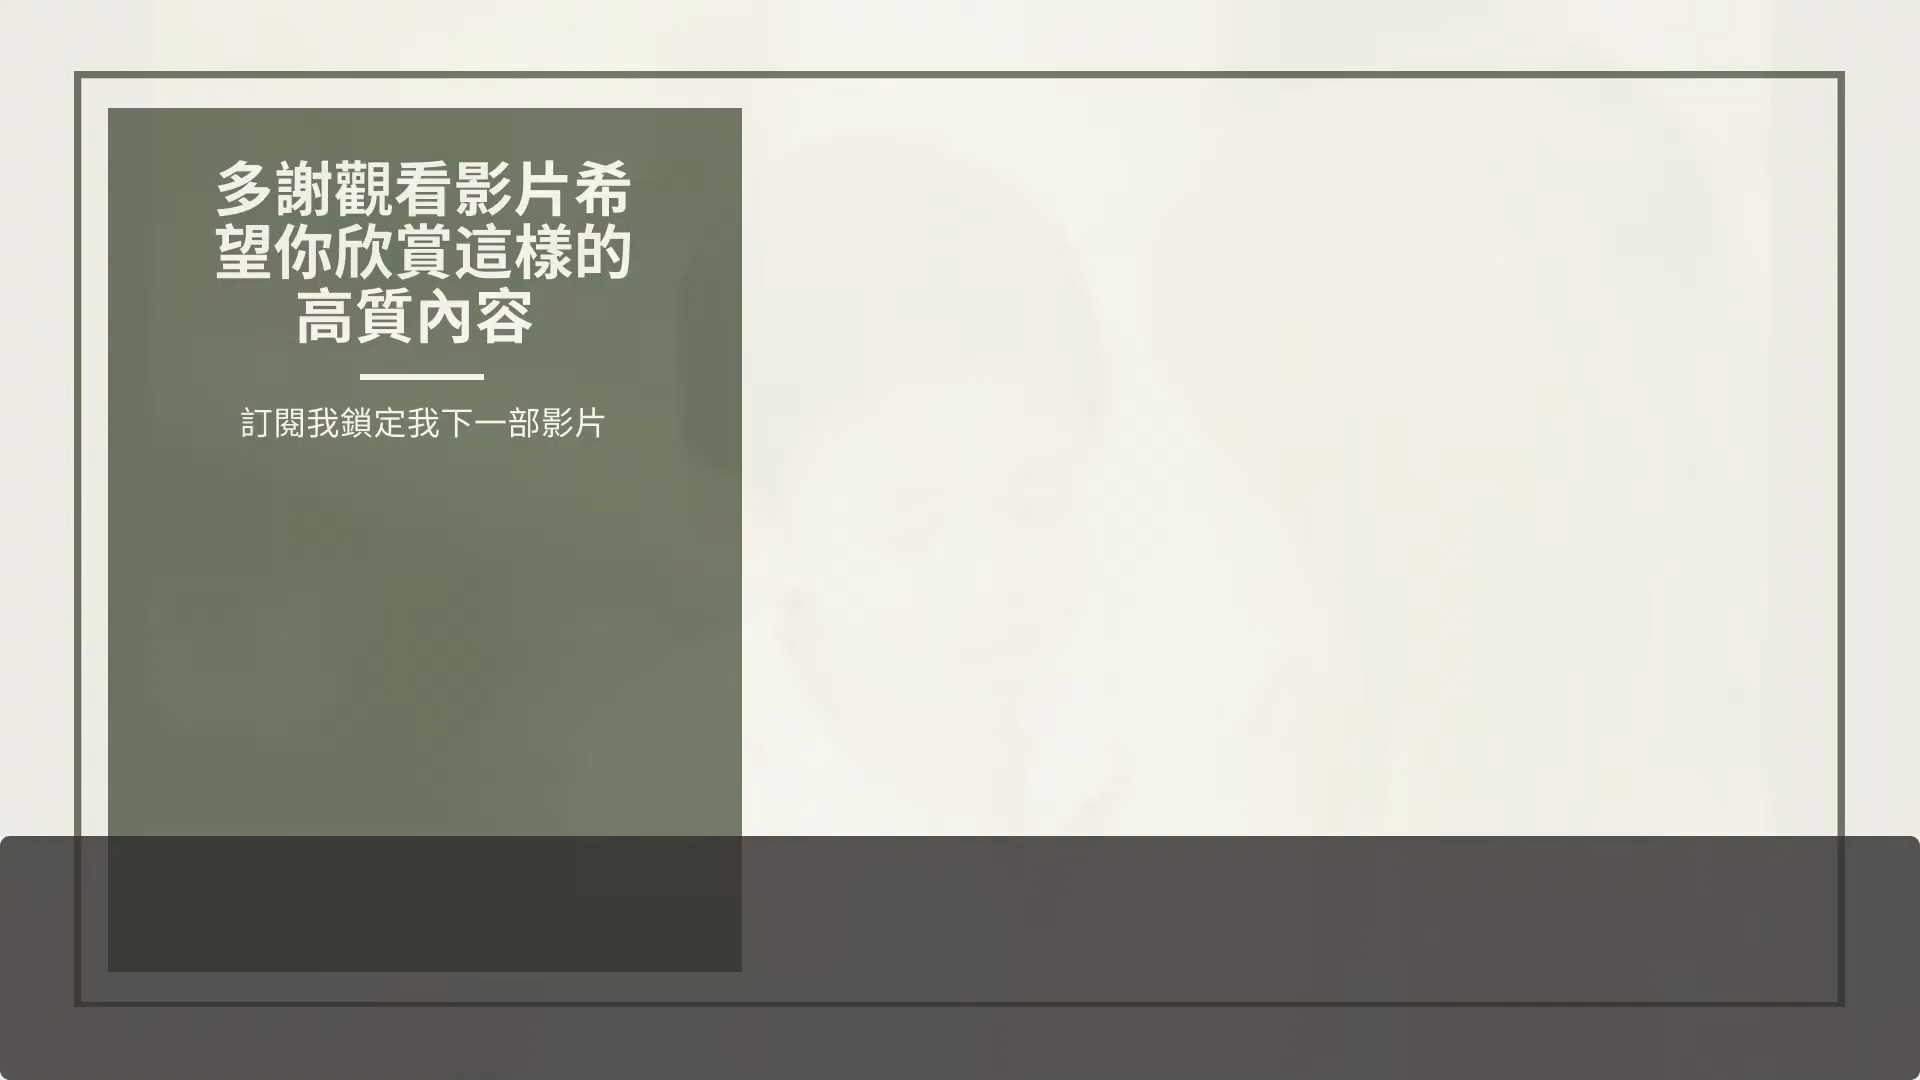 多謝觀看影片希
望你欣賞這樣的
高質內容
訂閱我鎖定我下一部影片